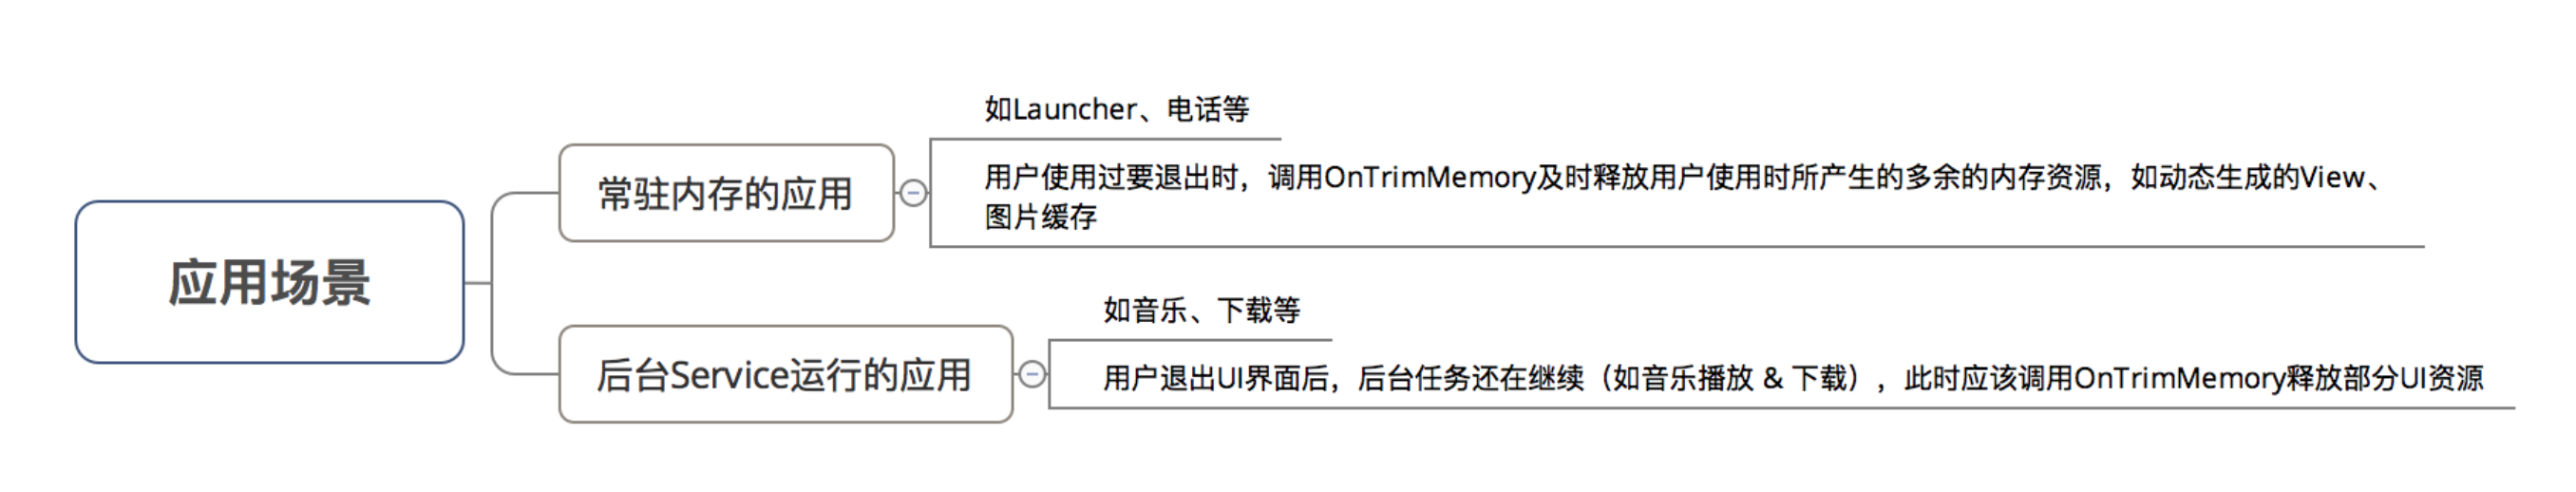 应用场景
常驻内存的应用
如Launcher、电话等
用户使用过要退出时，调用OnTrimMemory及时释放用户使用时所产生的多余的内存资源，如动态生成的View、
图片缓存
后台Service运行的应用
如音乐、下载等
用户退出UI界面后，后台任务还在继续（如音乐播放 & 下载），此时应该调用OnTrimMemory释放部分UI资源